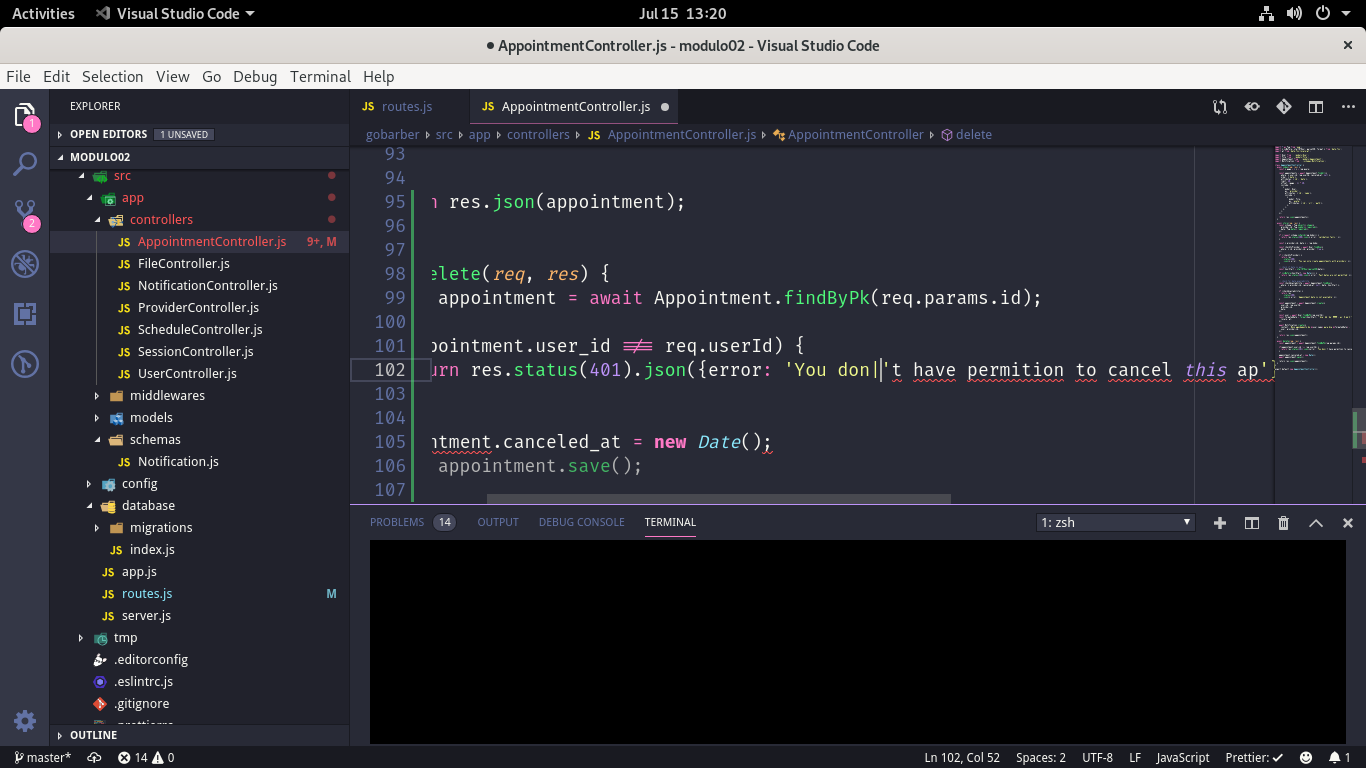 Activities Visual Studio Code Jul 15 13:20
● AppointmentController.js - modulo02 - Visual Studio Code ×
File Edit Selection View Go Debug Terminal Help
EXPLORER
OPEN EDITORS 1 UNSAVED
MODULO02
src
app
controllers
AppointmentController.js 9+, M
FileController.js
NotificationController.js
ProviderController.js
ScheduleController.js
SessionController.js
UserController.js
middlewares
models
schemas
Notification.js
config
database
migrations
index.js
app.js
routes.js M
server.js
tmp
.editorconfig
.eslintrc.js
.gitignore
OUTLINE
1
2
JS routes.js JS AppointmentController.js ●
gobarber src app controllers JS AppointmentController.js AppointmentController delete
93
94
95 res.json(appointment);
96
97
98 elete(req, res) {
99 appointment = await Appointment.findByPk(req.params.id);
100
101 pointment.user_id !== req.userId) {
102 urn res.status(401).json({error: 'You don|'t have permition to cancel this ap'}
103
104
105 ntment.canceled_at = new Date();
106 appointment.save();
107
PROBLEMS 14 OUTPUT DEBUG CONSOLE TERMINAL 1: zsh
master* 14 0 Ln 102, Col 52 Spaces: 2 UTF-8 LF JavaScript Prettier: ✓ 1